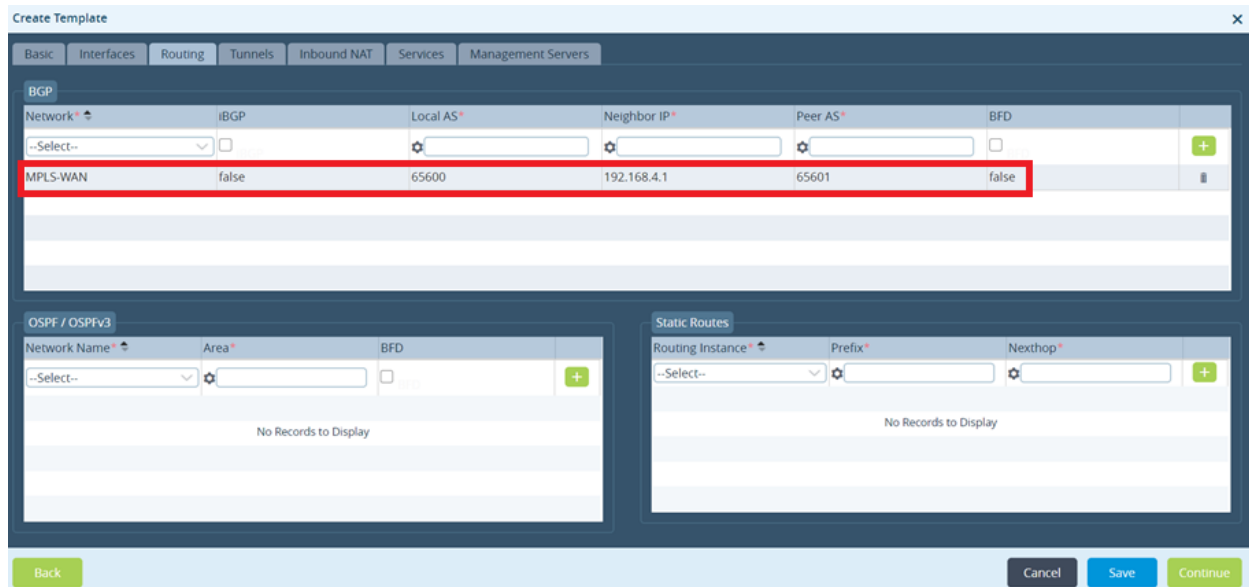 Create Template
Basic Interfaces Routing Tunnels Inbound NAT Services Management Servers
BGP
Network* iBGP Local AS* Neighbor IP* Peer AS* BFD
--Select--
MPLS-WAN false 65600 192.168.4.1 65601 false
OSPF / OSPFv3
Network Name* Area* BFD
--Select--
No Records to Display
Static Routes
Routing Instance* Prefix* Nexthop*
--Select--
No Records to Display
Back Cancel Save Continue